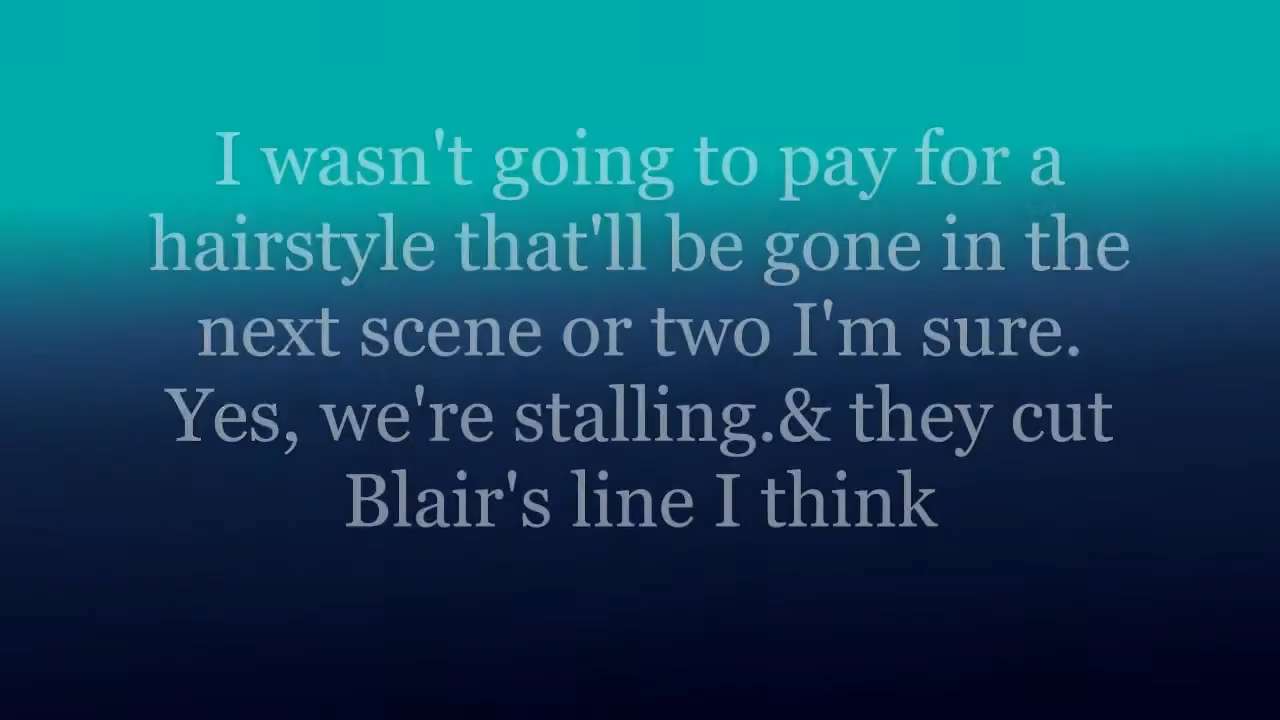 I wasn't going to pay for a
hairstyle that'll be gone in the
next scene or two I'm sure.
Yes, we're stalling.& they cut
Blair's line I think